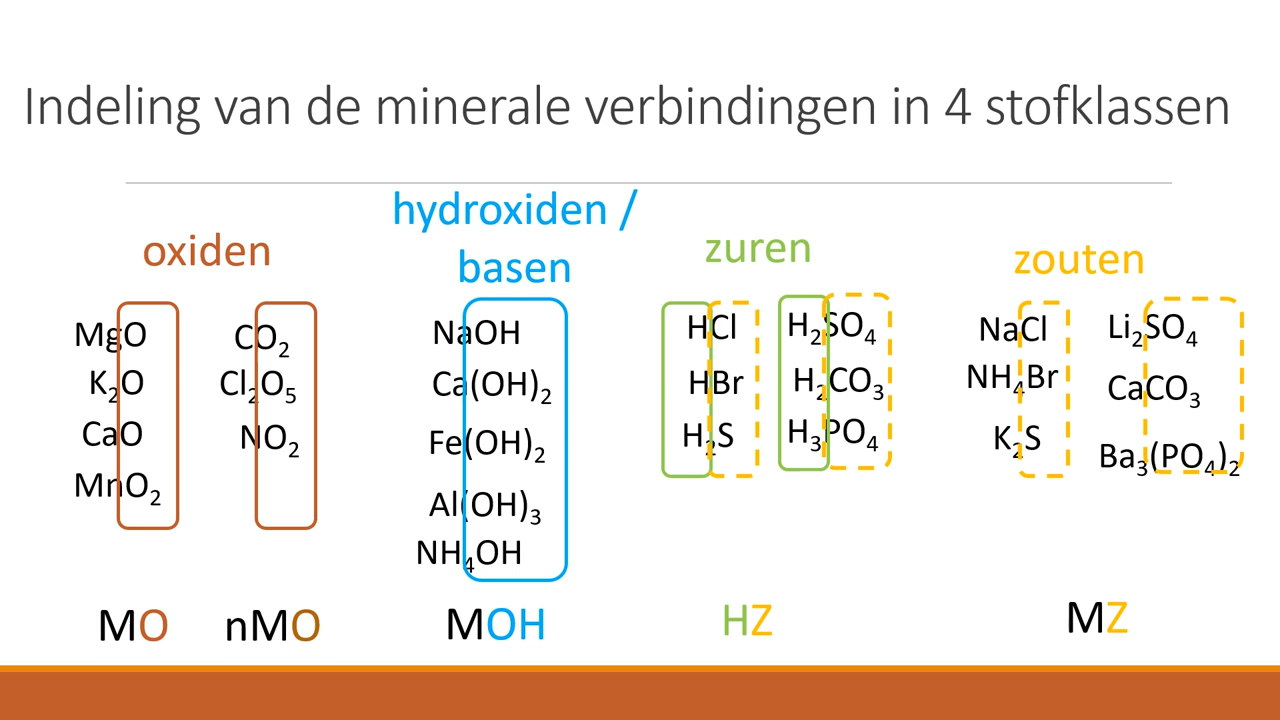 Indeling van de minerale verbindingen in 4 stofklassen
oxiden
MgO
K₂O
CaO
MnO₂
CO₂
Cl₂O₅
NO₂
MO
nMO
hydroxiden /
basen
NaOH
Ca(OH)₂
Fe(OH)₂
Al(OH)₃
NH₄OH
MOH
zuren
HCl
HBr
H₂S
H₂SO₄
H₂CO₃
H₃PO₄
HZ
zouten
NaCl
NH₄Br
K₂S
Li₂SO₄
CaCO₃
Ba₃(PO₄)₂
MZ